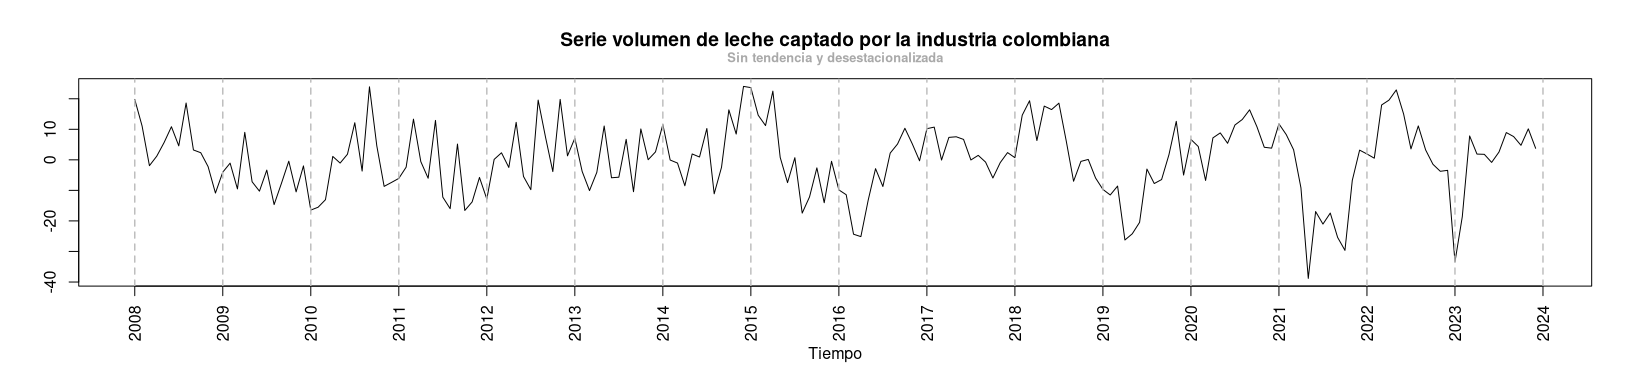 Serie volumen de leche captado por la industria colombiana
Sin tendencia y desestacionalizada
10
0
-20
-40
2008 2009 2010 2011 2012 2013 2014 2015 2016 2017 2018 2019 2020 2021 2022 2023 2024
Tiempo